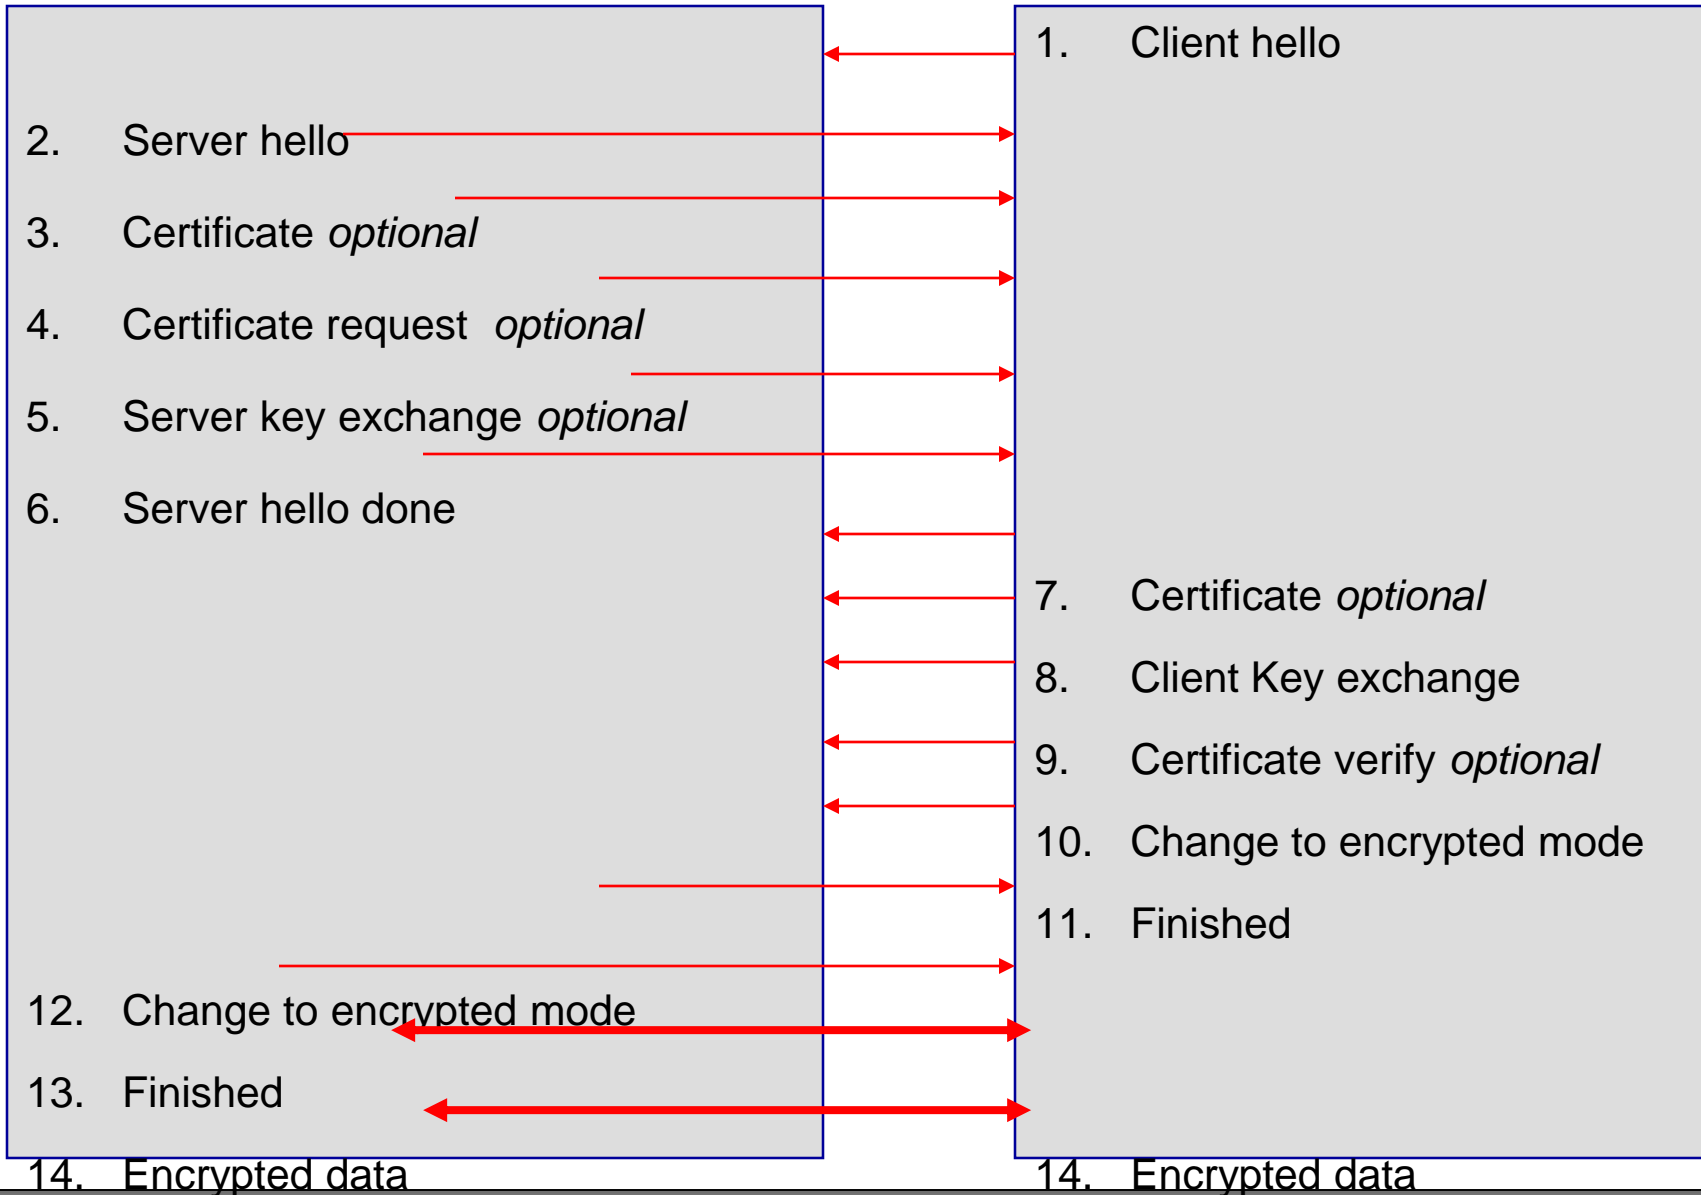 1. Client hello
2. Server hello
3. Certificate optional
4. Certificate request optional
5. Server key exchange optional
6. Server hello done
7. Certificate optional
8. Client Key exchange
9. Certificate verify optional
10. Change to encrypted mode
11. Finished
12. Change to encrypted mode
13. Finished
14. Encrypted data
14. Encrypted data